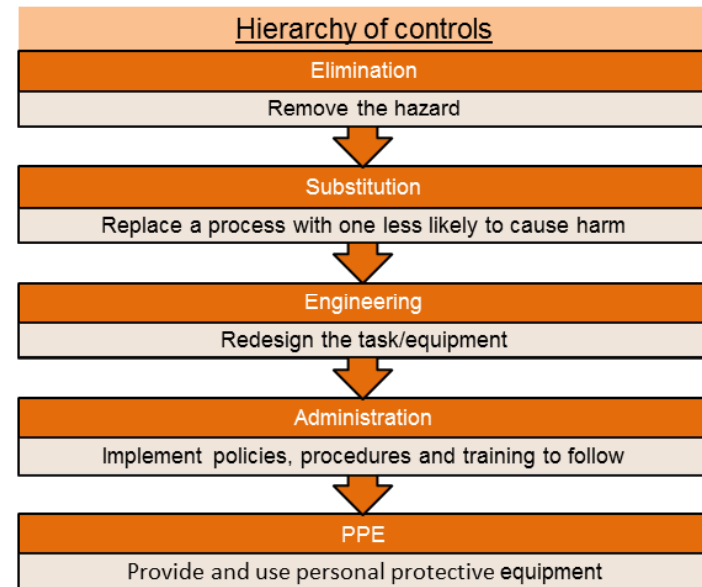 Hierarchy of controls
Elimination
Remove the hazard
Substitution
Replace a process with one less likely to cause harm
Engineering
Redesign the task/equipment
Administration
Implement policies, procedures and training to follow
PPE
Provide and use personal protective equipment